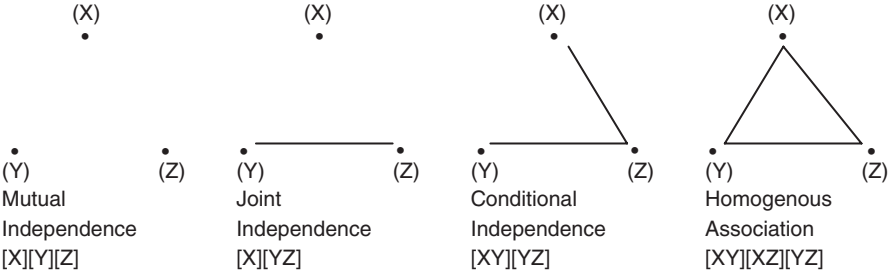 (X) (X) (X) (X)
(Y) (Z) (Y) (Z) (Y) (Z) (Y) (Z)
Mutual Joint Conditional Homogenous
Independence Independence Independence Association
[X][Y][Z] [X][YZ] [XY][YZ] [XY][XZ][YZ]